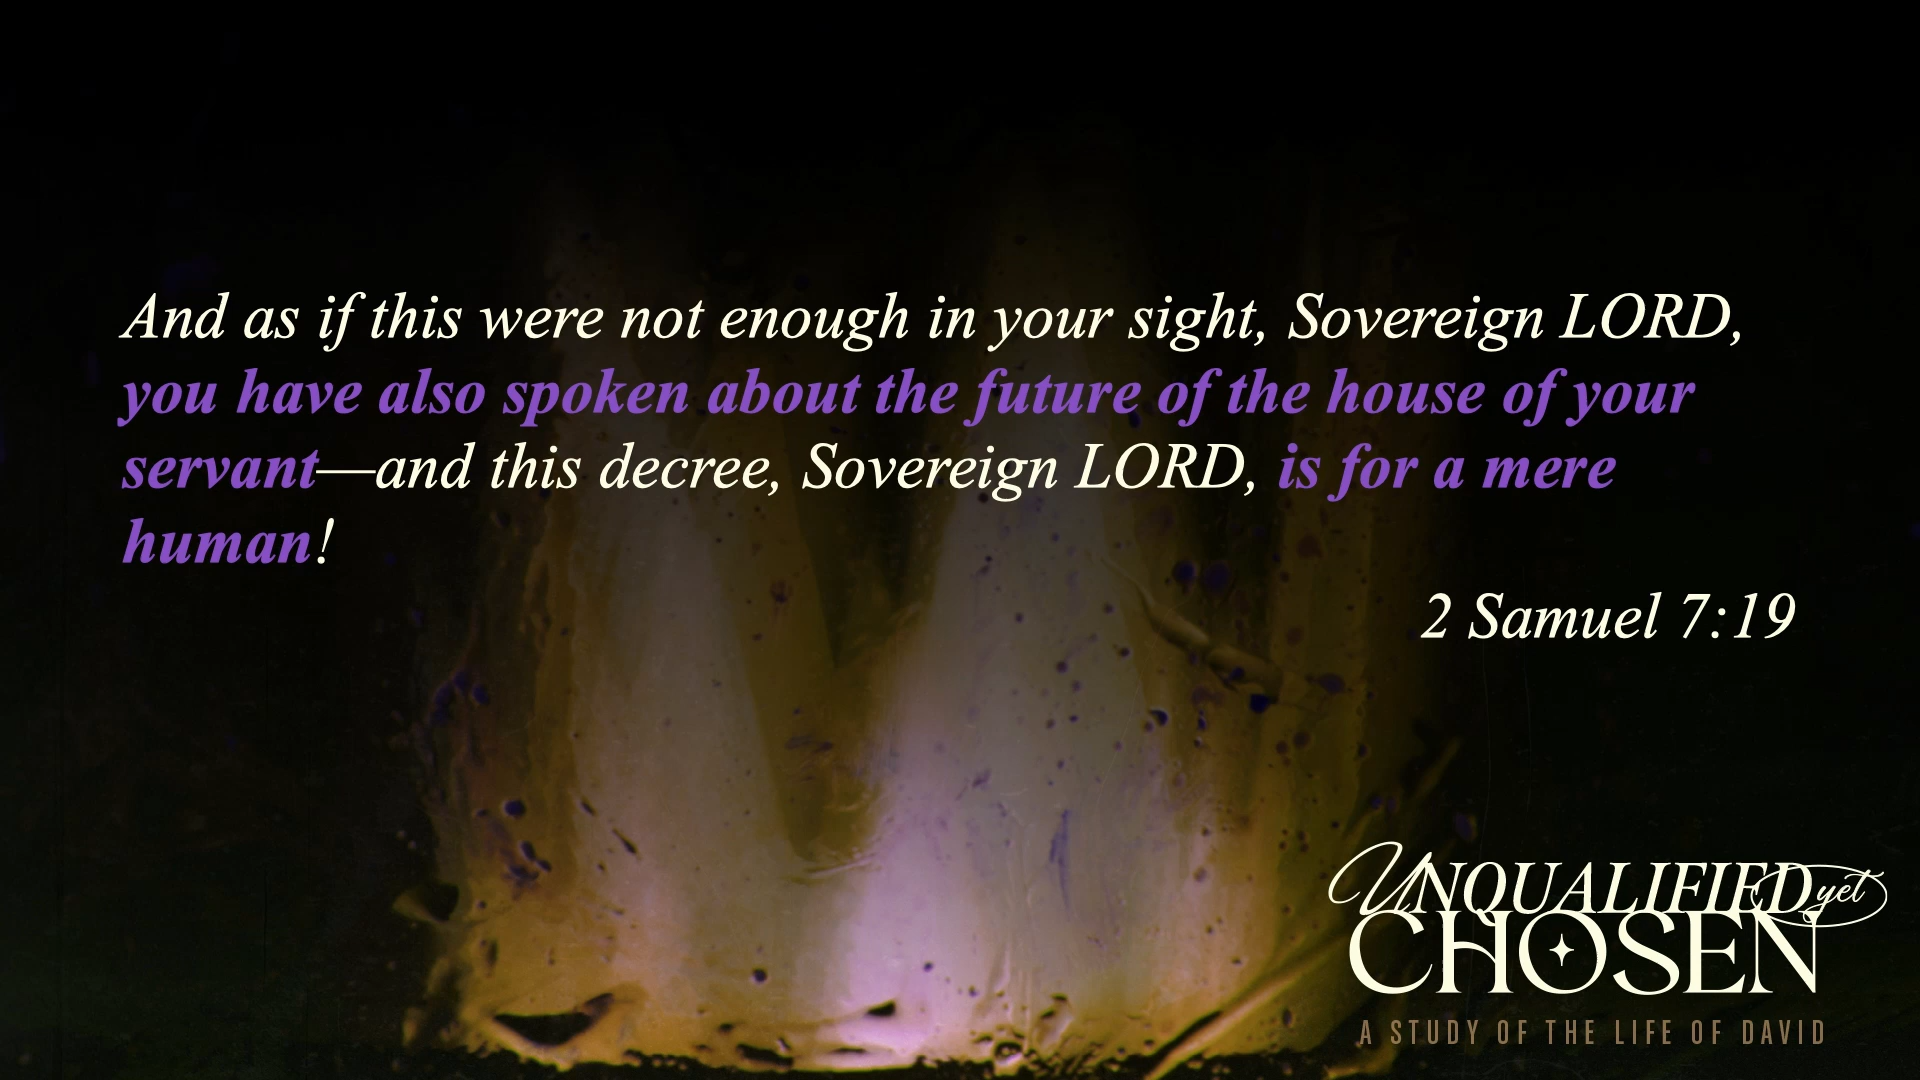 And as if this were not enough in your sight, Sovereign LORD,
you have also spoken about the future of the house of your
servant—and this decree, Sovereign LORD, is for a mere
human!
2 Samuel 7:19
UNQUALIFIED yet
CHOSEN
A STUDY OF THE LIFE OF DAVID